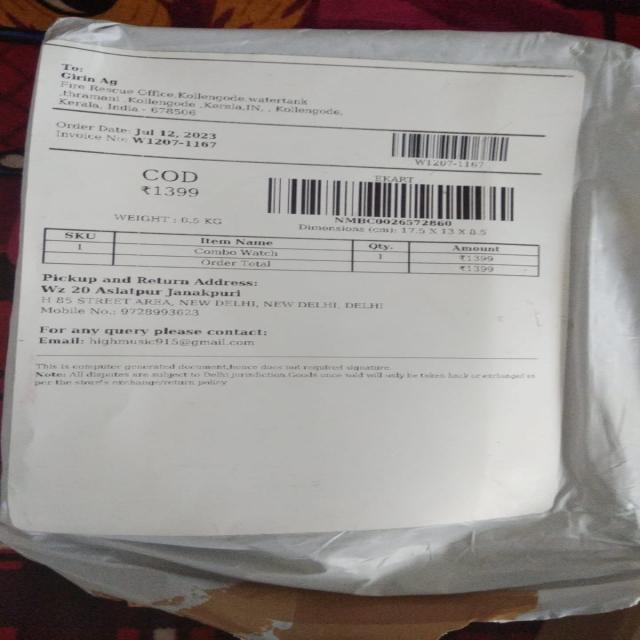 To:
Girin Ag
Fire Rescue Office,Kollengode,watertank
,thramani ,Kollengode ,Kerala,IN, , Kollengode,
Kerala, India - 678506
Order Date: Jul 12, 2023
Invoice No: W1207-1167
W1207-1167
COD
₹1399
EKART
NMBC0026572860
WEIGHT : 0.5 KG
Dimensions (cm): 17.5 X 13 X 8.5
SKU Item Name Qty. Amount
1 Combo Watch 1 ₹1399
Order Total ₹1399
Pickup and Return Address:
Wz 20 Aslatpur Janakpuri
H 85 STREET AREA, NEW DELHI, NEW DELHI, DELHI
Mobile No.: 9728993623
For any query please contact:
Email: highmusic915@gmail.com
This is computer generated document,hence does not required signature.
Note: All disputes are subject to Delhi jurisdiction.Goods once sold will only be taken back or exchanged as
per the store's exchange/return policy